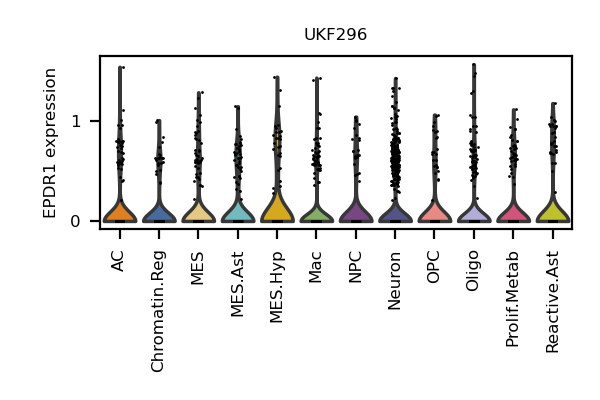 UKF296
EPDR1 expression
1
0
AC
Chromatin.Reg
MES
MES.Ast
MES.Hyp
Mac
NPC
Neuron
OPC
Oligo
Prolif.Metab
Reactive.Ast